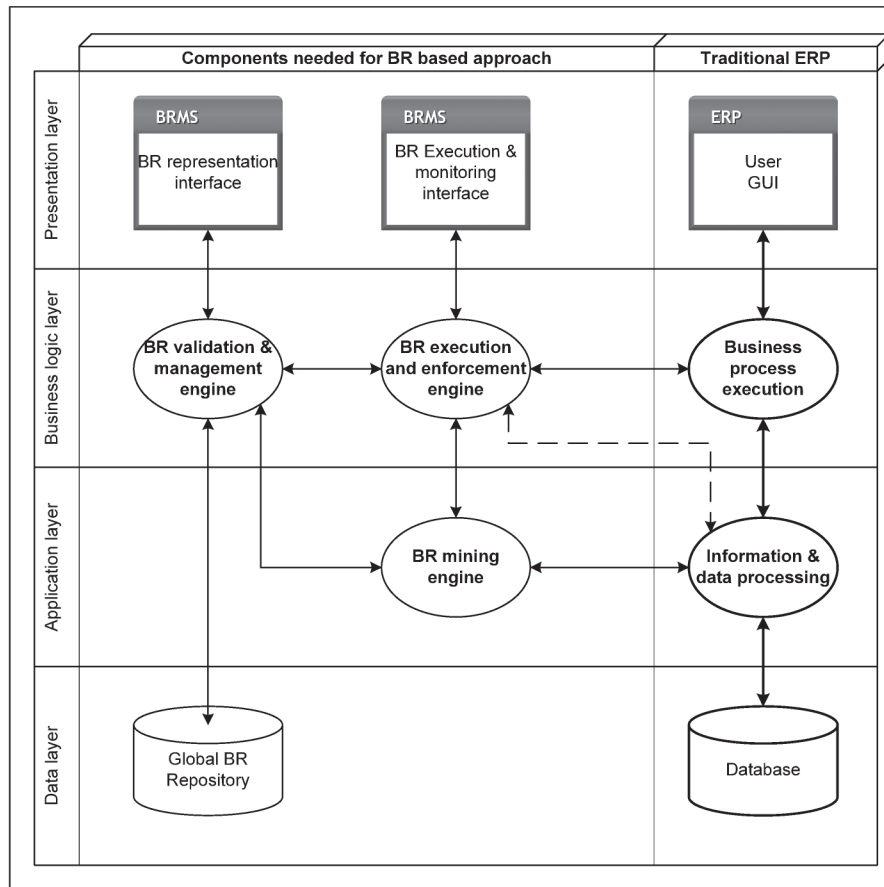 Components needed for BR based approach
Traditional ERP
Presentation layer
BRMS
BR representation
interface
BRMS
BR Execution &
monitoring
interface
ERP
User
GUI
Business logic layer
BR validation &
management
engine
BR execution
and enforcement
engine
Business
process
execution
Application layer
BR mining
engine
Information &
data processing
Data layer
Global BR
Repository
Database